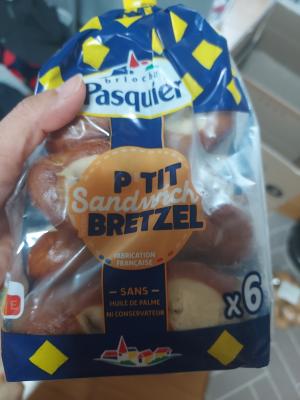 brioche
Pasquier
P'TIT
Sandwich
BRETZEL
FABRICATION
FRANÇAISE
— SANS —
HUILE DE PALME
NI CONSERVATEUR
x6